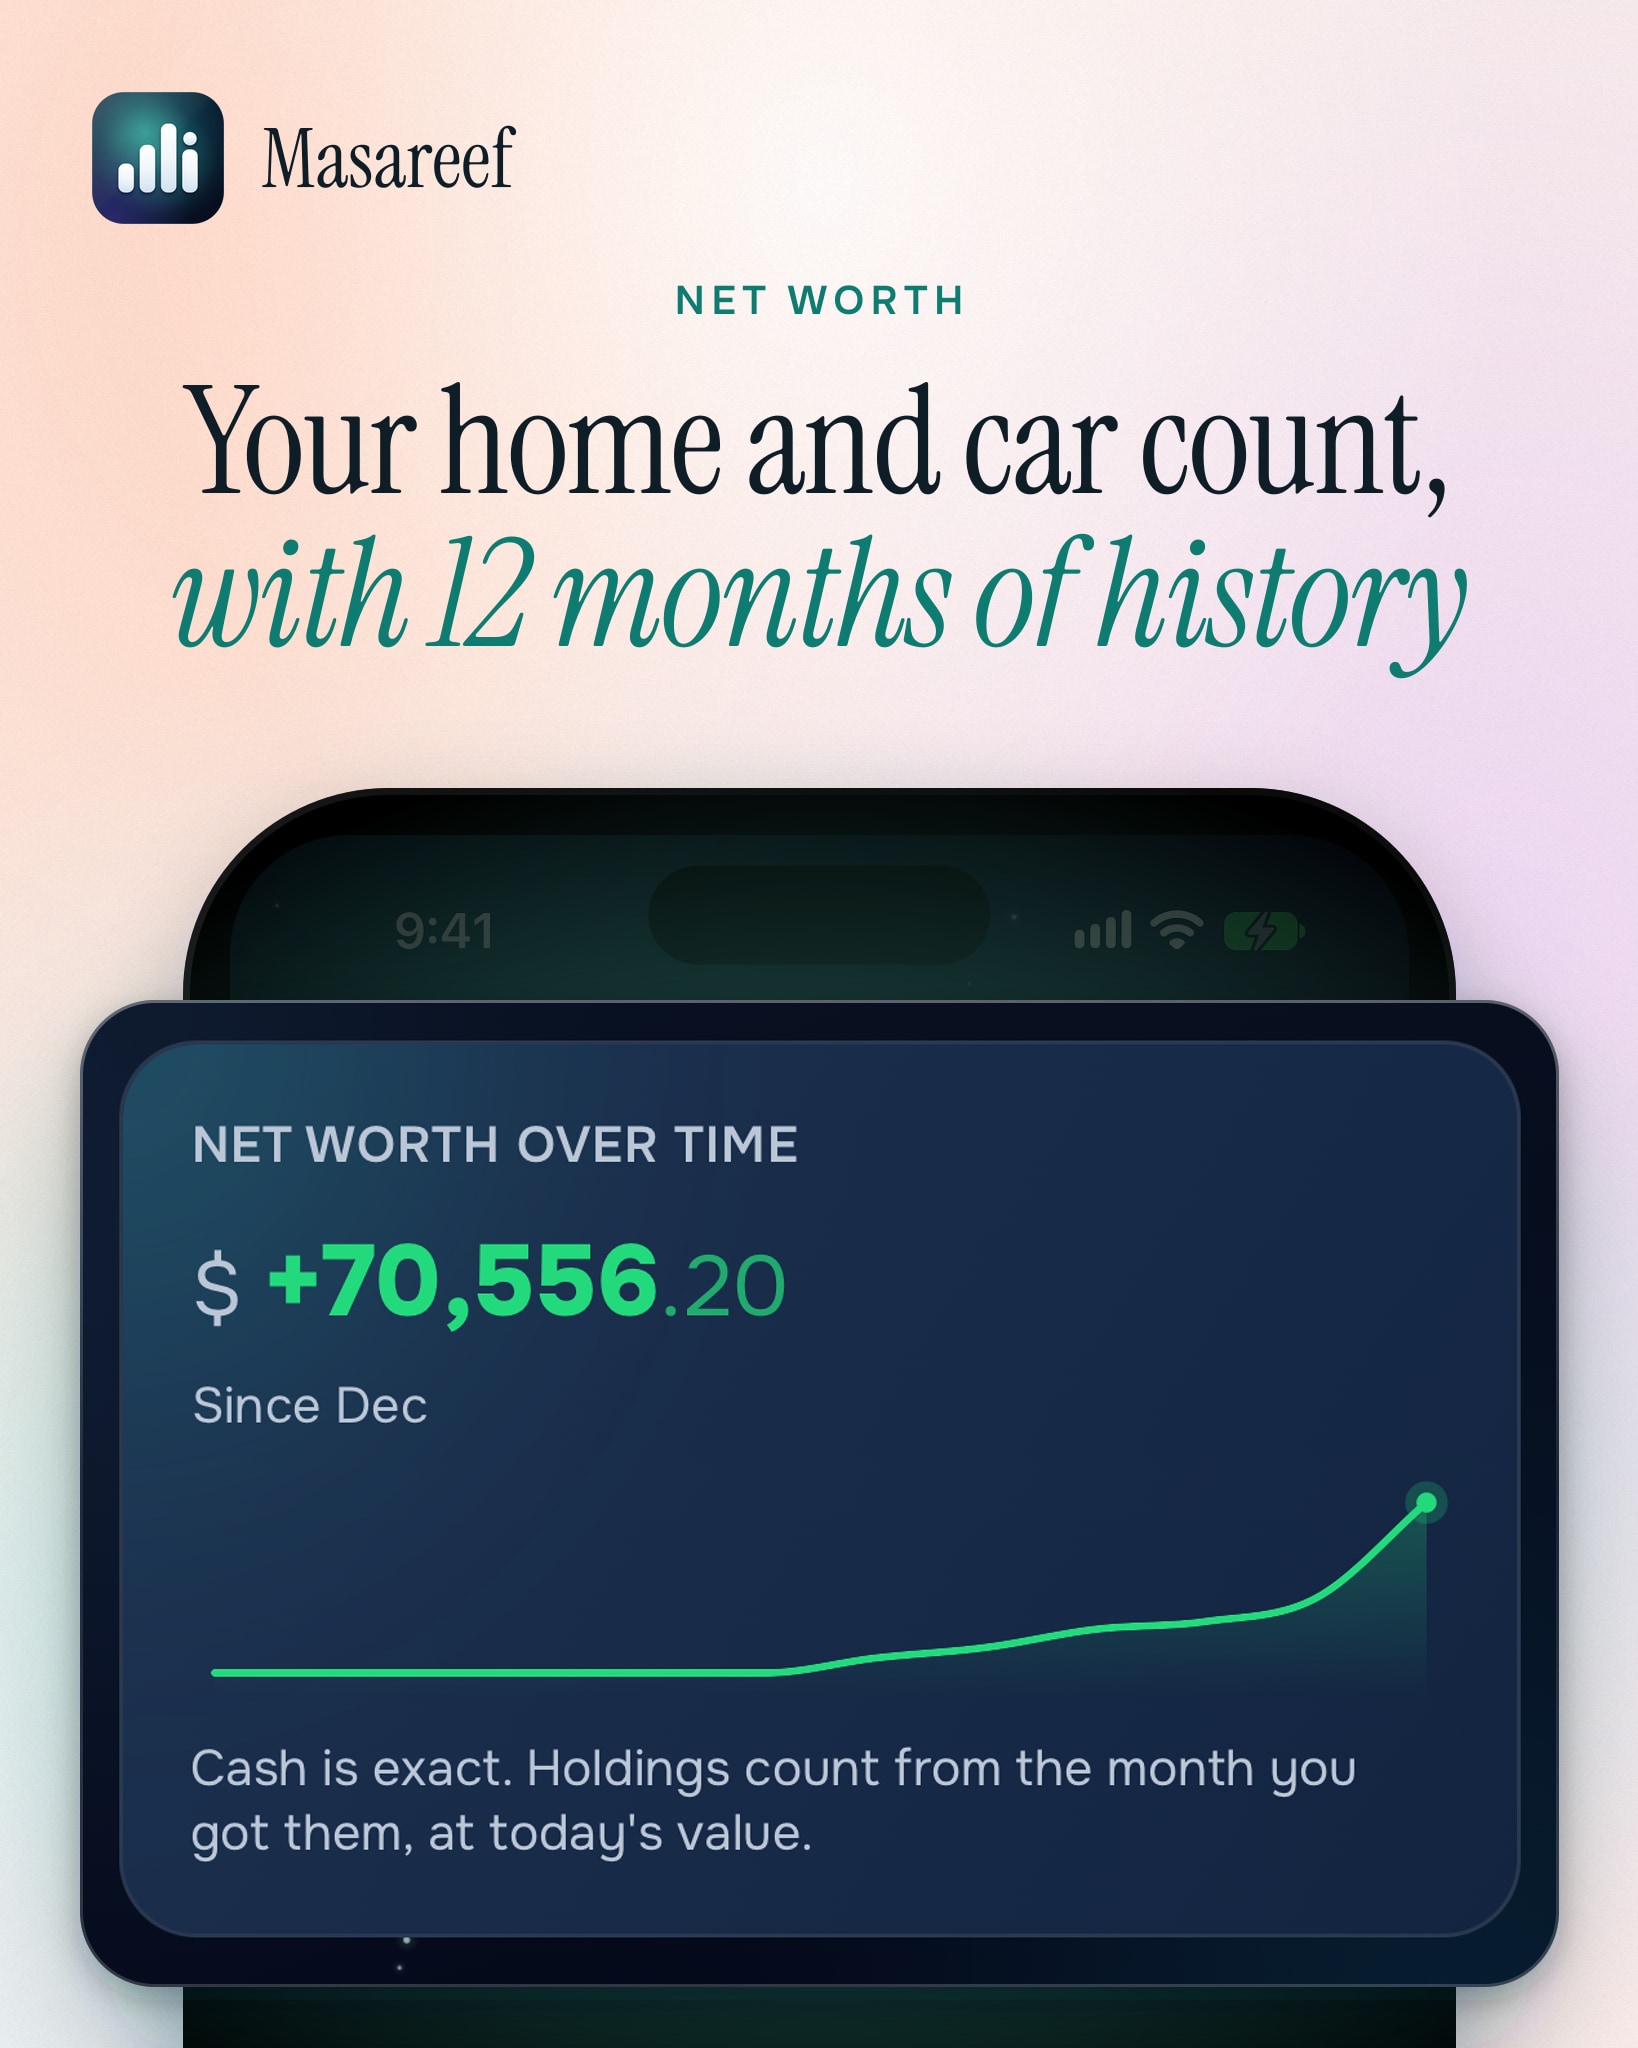 Masareef
NET WORTH
Your home and car count,
with 12 months of history
9:41
NET WORTH OVER TIME
$ +70,556.20
Since Dec
Cash is exact. Holdings count from the month you
got them, at today's value.